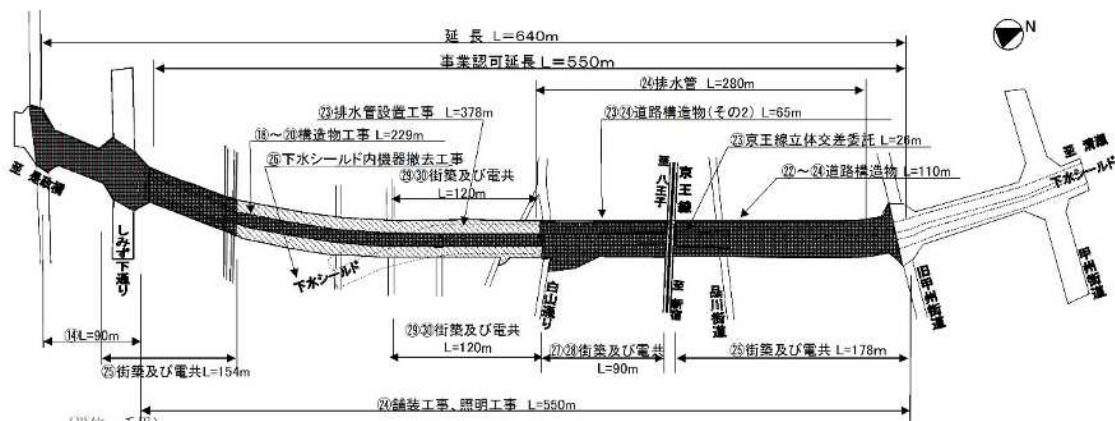 延 長 L=640m
N
事業認可延長L=550m
㉔排水管 L=280m
㉓排水管設置工事 L=378m
㉓㉔道路構造物(その2) L=65m
⑱~⑳構造物工事 L=229m
㉓京王線立体交差委託 L=26m
㉖下水シールド内機器撤去工事
㉙㉚街築及び電共
L=120m
㉒~㉔道路構造物 L=110m
至 是政橋
至 八王子
京王線
至 清瀬
下水シールド
しみず下通り
下水シールド
白山通り
至 新宿
品川街道
旧甲州街道
甲州街道
⑭L=90m
㉕街築及び電共L=154m
㉙㉚街築及び電共
L=120m
㉗㉘街築及び電共
L=90m
㉕街築及び電共 L=178m
㉔舗装工事、照明工事 L=550m